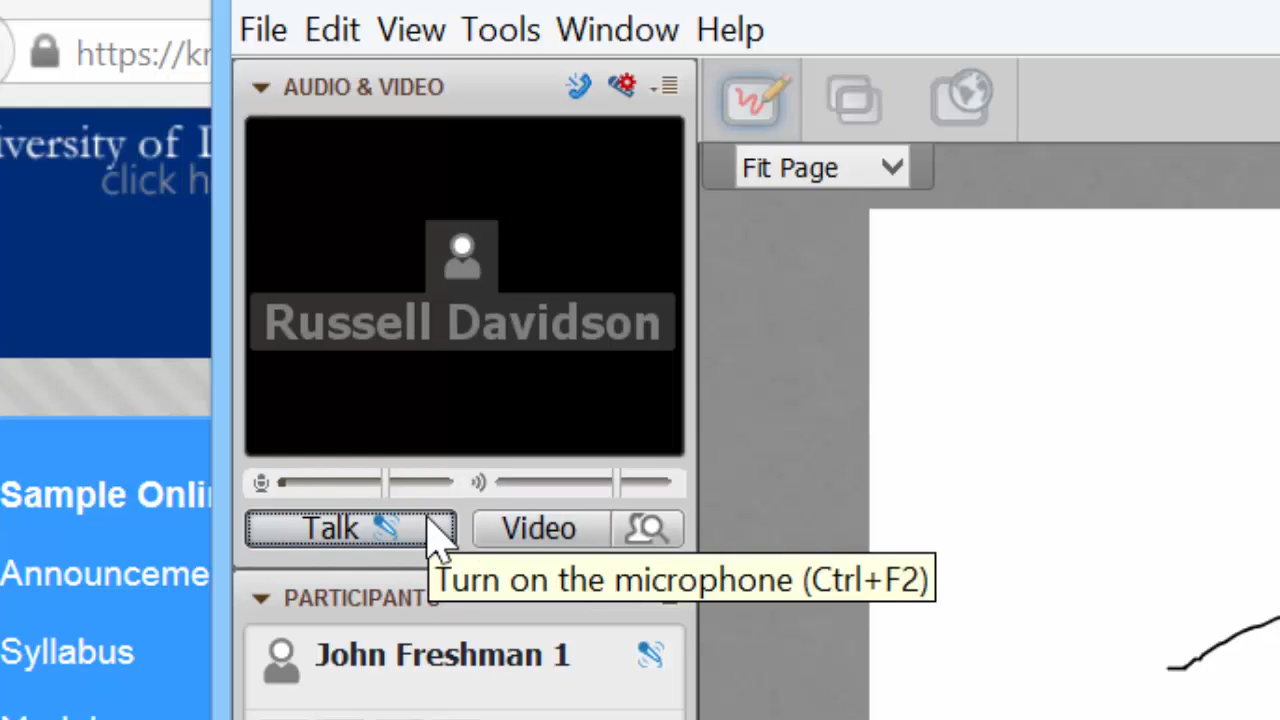 File Edit View Tools Window Help
https://kr
AUDIO & VIDEO
iversity of
click h
Fit Page
Russell Davidson
Sample Onli
Talk
Video
Announceme
Turn on the microphone (Ctrl+F2)
PARTICIPANT
Syllabus
John Freshman 1